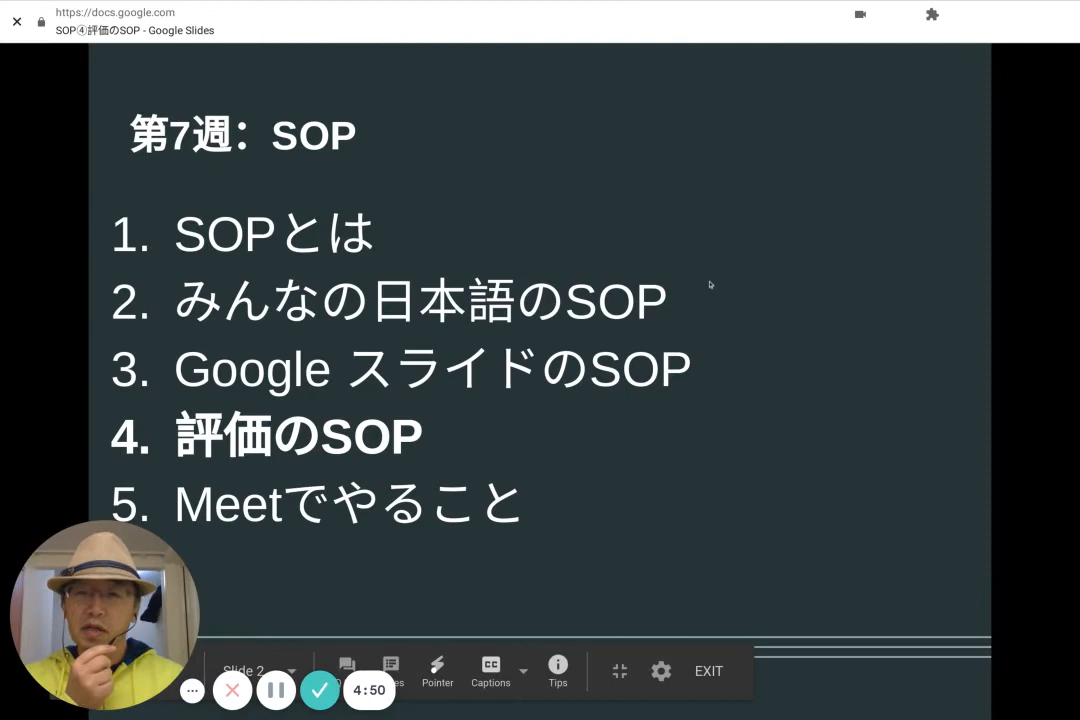 https://docs.google.com
SOP④評価のSOP - Google Slides
第7週：SOP
1. SOPとは
2. みんなの日本語のSOP
3. Google スライドのSOP
4. 評価のSOP
5. Meetでやること
Slide 2
Pointer
Captions
Tips
EXIT
4:50